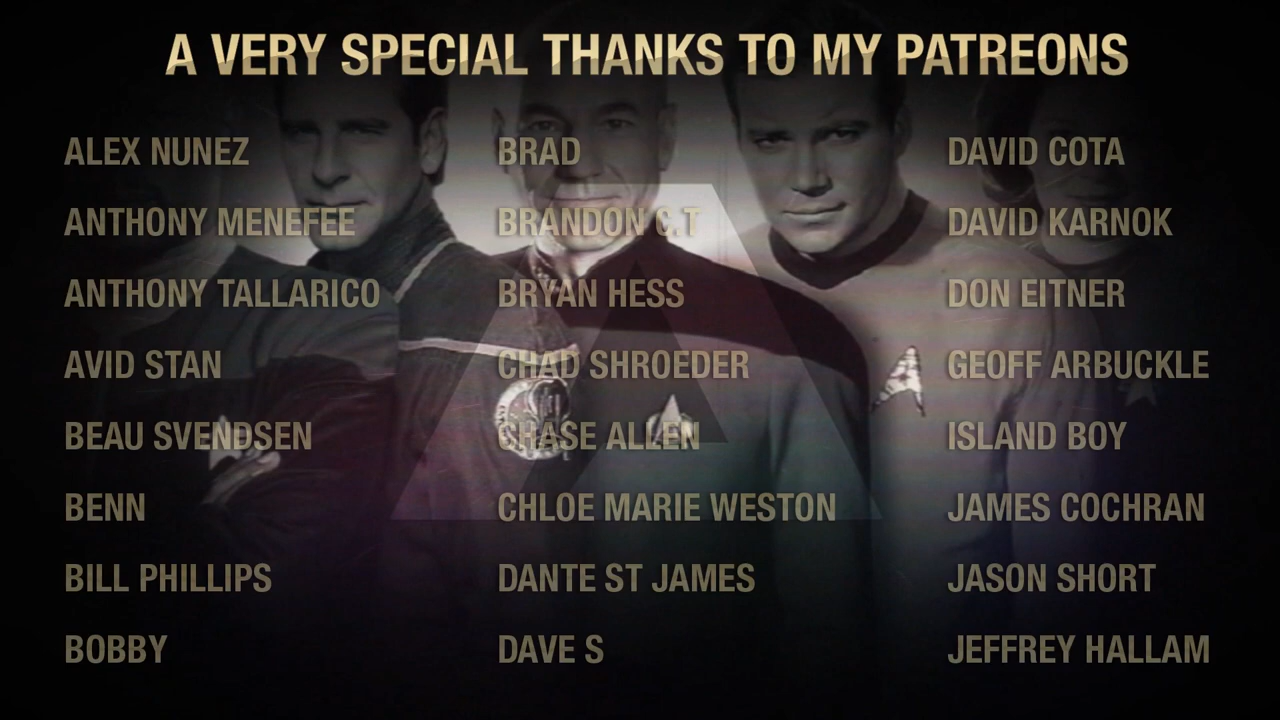 A VERY SPECIAL THANKS TO MY PATREONS
ALEX NUNEZ
ANTHONY MENEFEE
ANTHONY TALLARICO
AVID STAN
BEAU SVENDSEN
BENN
BILL PHILLIPS
BOBBY
BRAD
BRANDON C.T
BRYAN HESS
CHAD SHROEDER
CHASE ALLEN
CHLOE MARIE WESTON
DANTE ST JAMES
DAVE S
DAVID COTA
DAVID KARNOK
DON EITNER
GEOFF ARBUCKLE
ISLAND BOY
JAMES COCHRAN
JASON SHORT
JEFFREY HALLAM